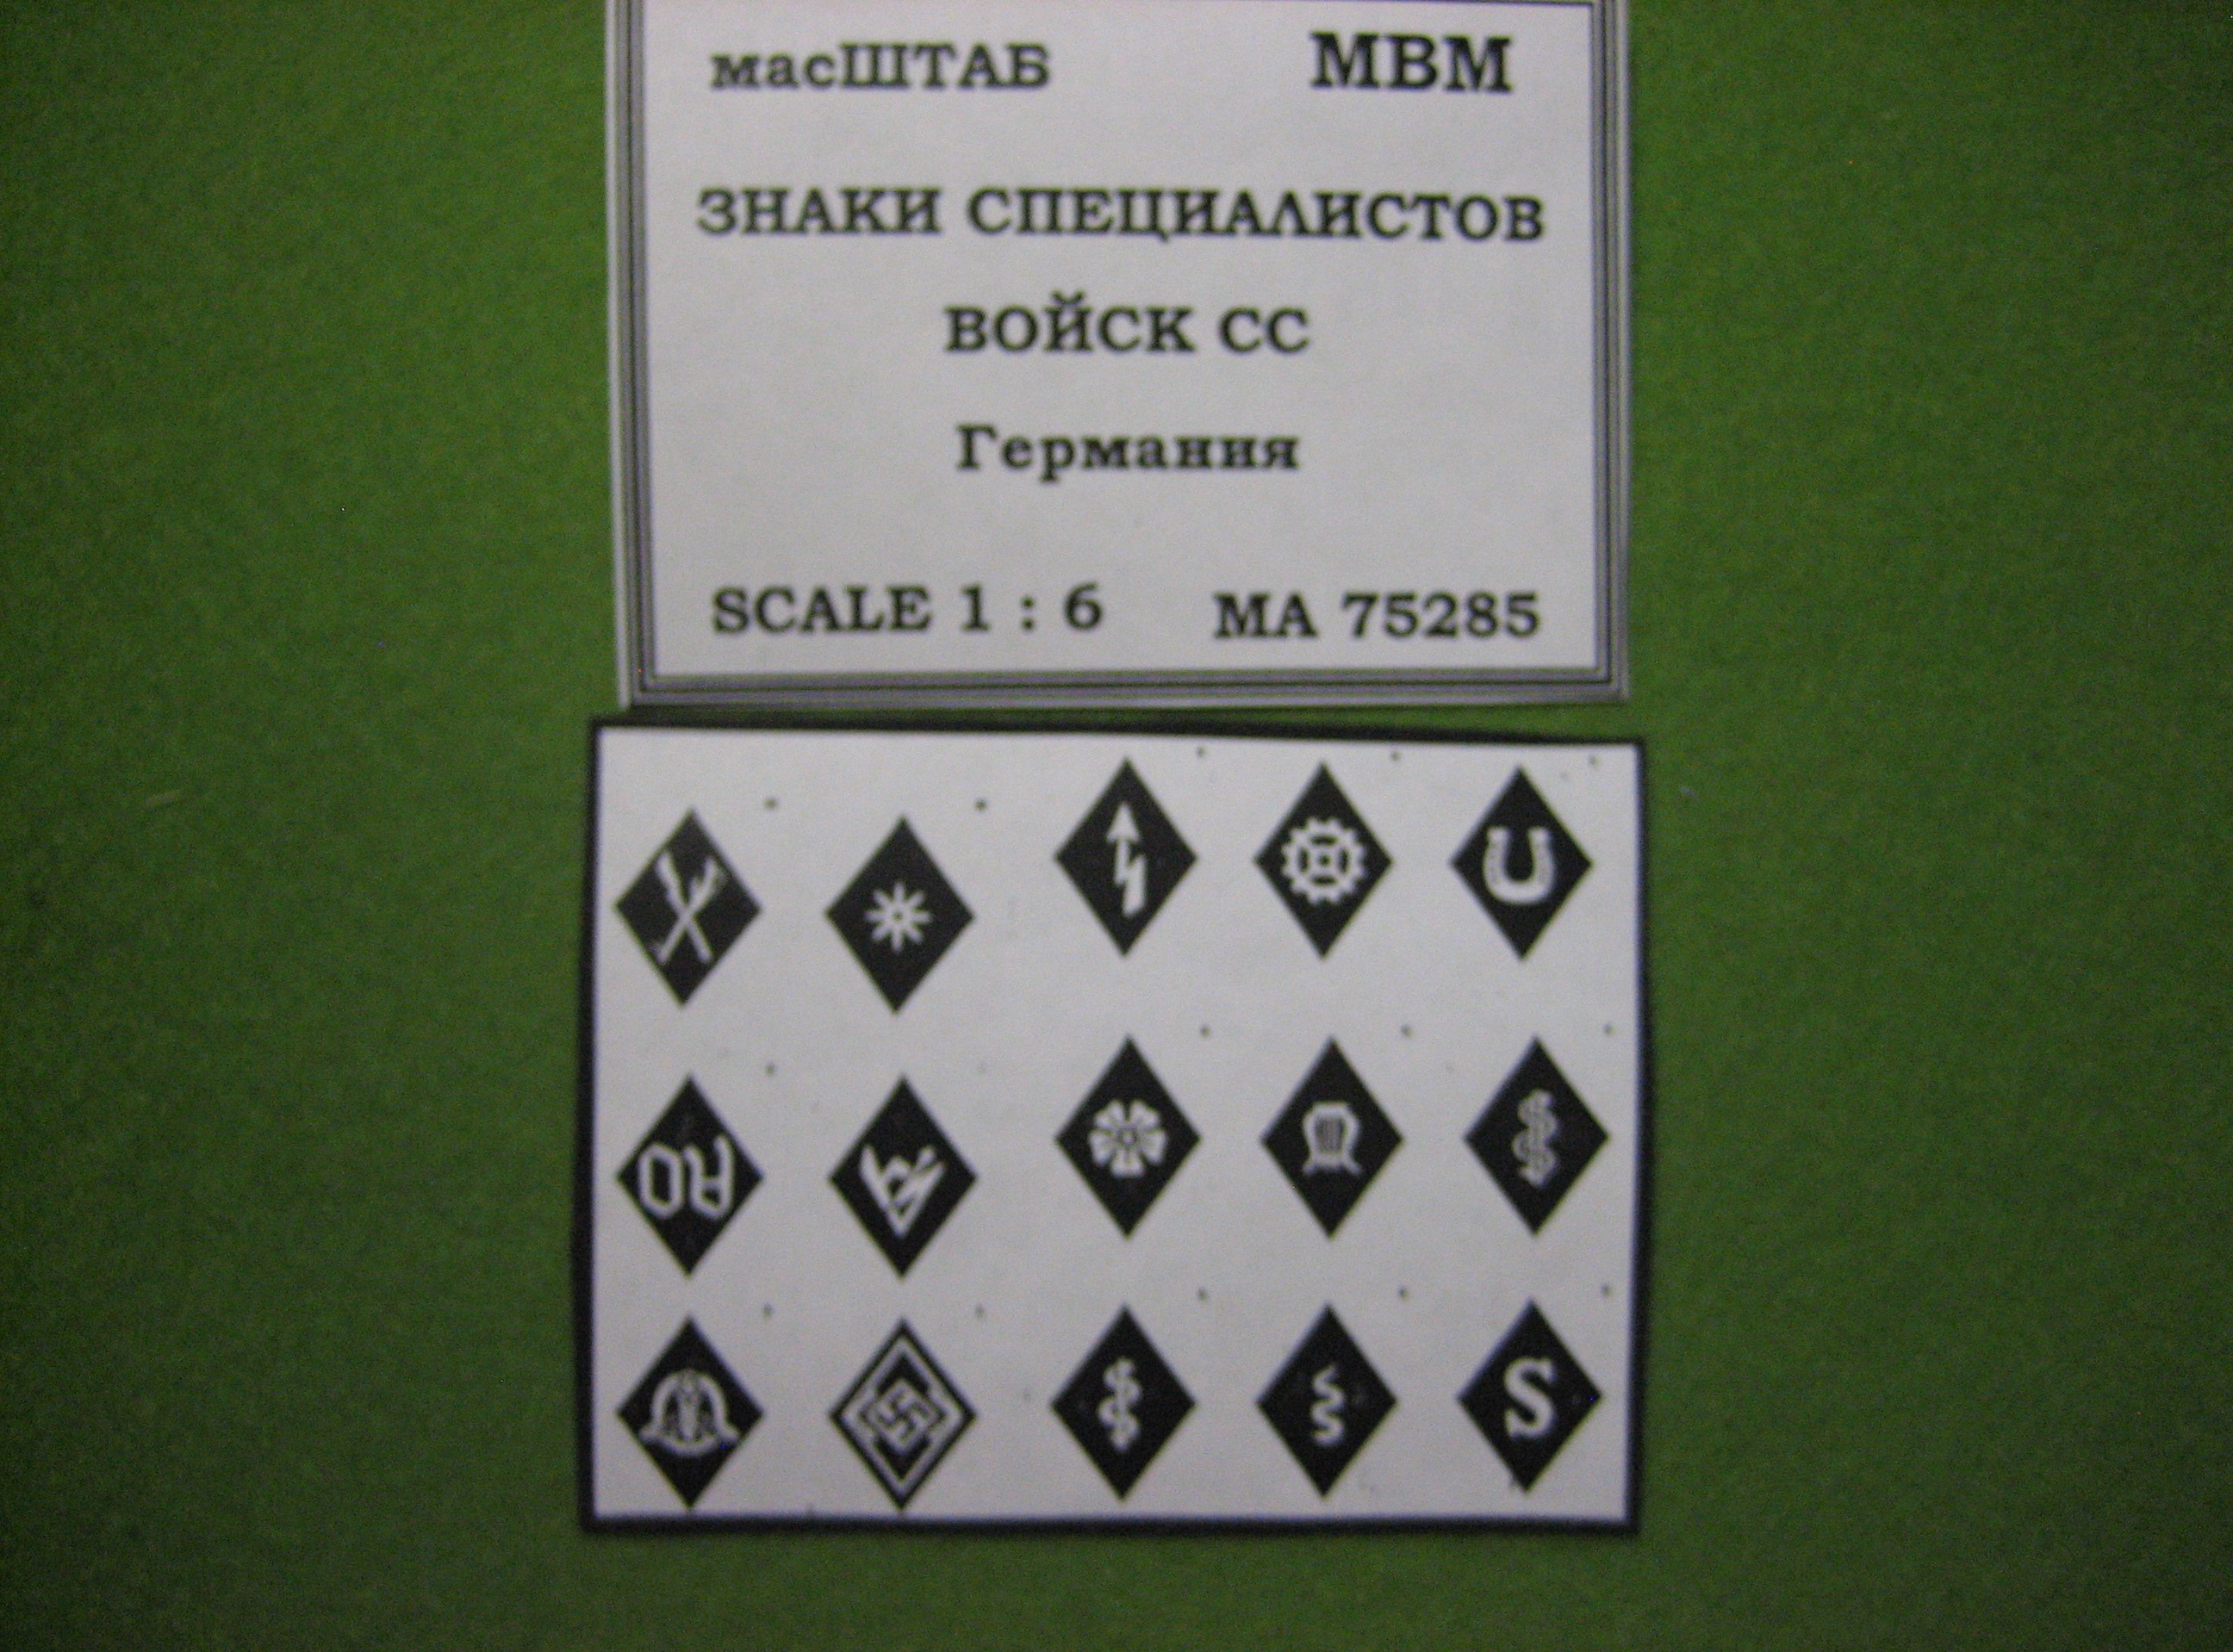 масШТАБ МВМ
ЗНАКИ СПЕЦИАЛИСТОВ
ВОЙСК СС
Германия
SCALE 1 : 6 МА 75285
S